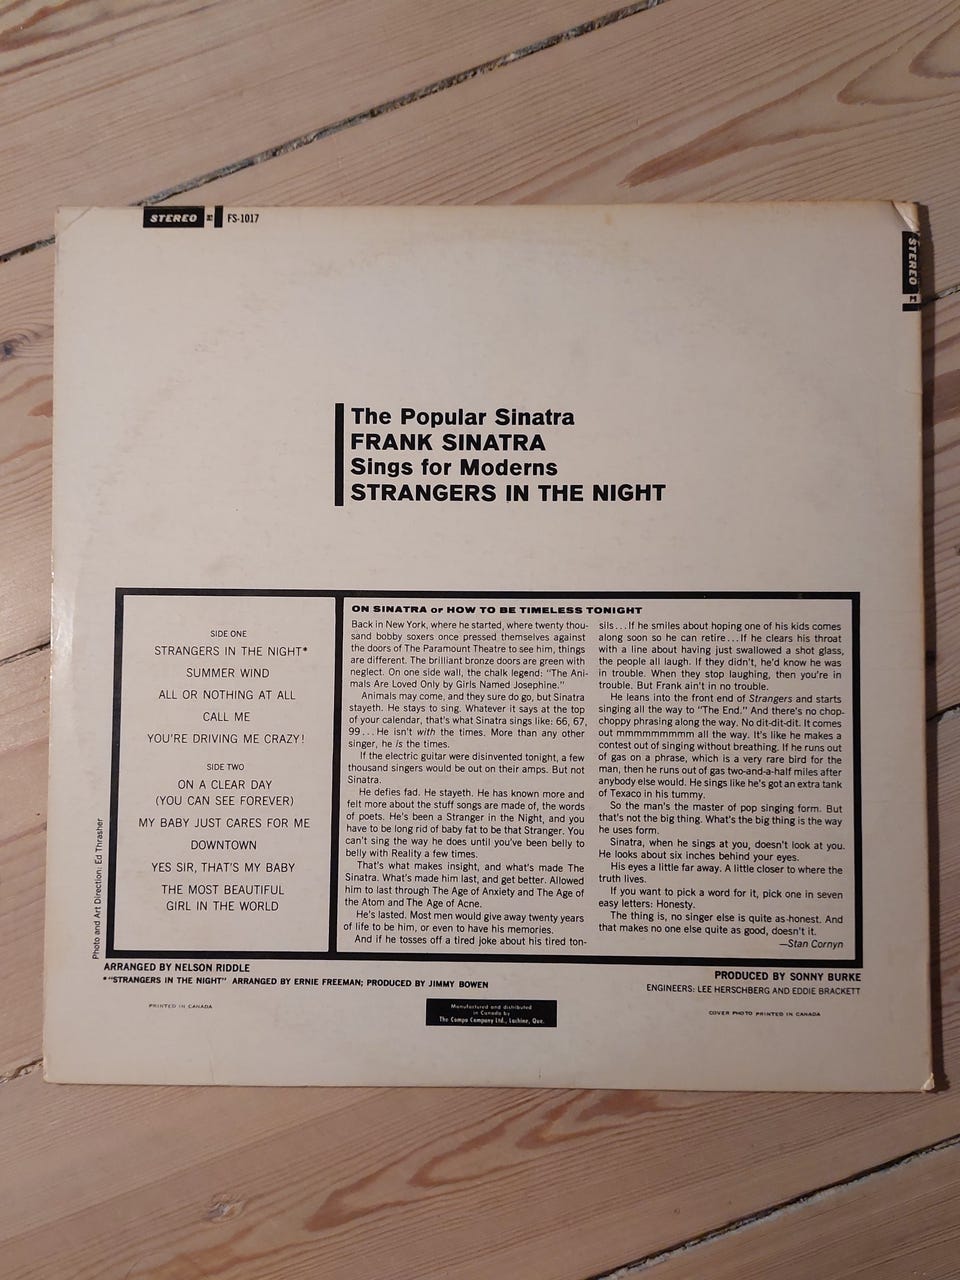 STEREO
FS-1017
STEREO
The Popular Sinatra
FRANK SINATRA
Sings for Moderns
STRANGERS IN THE NIGHT
SIDE ONE
STRANGERS IN THE NIGHT*
SUMMER WIND
ALL OR NOTHING AT ALL
CALL ME
YOU'RE DRIVING ME CRAZY!
SIDE TWO
ON A CLEAR DAY
(YOU CAN SEE FOREVER)
MY BABY JUST CARES FOR ME
DOWNTOWN
YES SIR, THAT'S MY BABY
THE MOST BEAUTIFUL
GIRL IN THE WORLD
ON SINATRA or HOW TO BE TIMELESS TONIGHT
Back in New York, where he started, where twenty thou-
sand bobby soxers once pressed themselves against
the doors of The Paramount Theatre to see him, things
are different. The brilliant bronze doors are green with
neglect. On one side wall, the chalk legend: "The Ani-
mals Are Loved Only by Girls Named Josephine."
Animals may come, and they sure do go, but Sinatra
stayeth. He stays to sing. Whatever it says at the top
of your calendar, that's what Sinatra sings like: 66, 67,
99... He isn't with the times. More than any other
singer, he is the times.
If the electric guitar were disinvented tonight, a few
thousand singers would be out on their amps. But not
Sinatra.
He defies fad. He stayeth. He has known more and
felt more about the stuff songs are made of, the words
of poets. He's been a Stranger in the Night, and you
have to be long rid of baby fat to be that Stranger. You
can't sing the way he does until you've been belly to
belly with Reality a few times.
That's what makes insight, and what's made The
Sinatra. What's made him last, and get better. Allowed
him to last through The Age of Anxiety and The Age of
the Atom and The Age of Acne.
He's lasted. Most men would give away twenty years
of life to be him, or even to have his memories.
And if he tosses off a tired joke about his tired ton-
sils... If he smiles about hoping one of his kids comes
along soon so he can retire... If he clears his throat
with a line about having just swallowed a shot glass,
the people all laugh. If they didn't, he'd know he was
in trouble. When they stop laughing, then you're in
trouble. But Frank ain't in no trouble.
He leans into the front end of Strangers and starts
singing all the way to "The End." And there's no chop-
choppy phrasing along the way. No dit-dit-dit. It comes
out mmmmmmmmm all the way. It's like he makes a
contest out of singing without breathing. If he runs out
of gas on a phrase, which is a very rare bird for the
man, then he runs out of gas two-and-a-half miles after
anybody else would. He sings like he's got an extra tank
of Texaco in his tummy.
So the man's the master of pop singing form. But
that's not the big thing. What's the big thing is the way
he uses form.
Sinatra, when he sings at you, doesn't look at you.
He looks about six inches behind your eyes.
His eyes a little far away. A little closer to where the
truth lives.
If you want to pick a word for it, pick one in seven
easy letters: Honesty.
The thing is, no singer else is quite as honest. And
that makes no one else quite as good, doesn't it.
—Stan Cornyn
Photo and Art Direction: Ed Thrasher
ARRANGED BY NELSON RIDDLE
*"STRANGERS IN THE NIGHT" ARRANGED BY ERNIE FREEMAN; PRODUCED BY JIMMY BOWEN
PRODUCED BY SONNY BURKE
ENGINEERS: LEE HERSCHBERG AND EDDIE BRACKETT
PRINTED IN CANADA
Manufactured and distributed
in Canada by
The Compo Company Ltd., Lachine, Que.
COVER PHOTO PRINTED IN CANADA